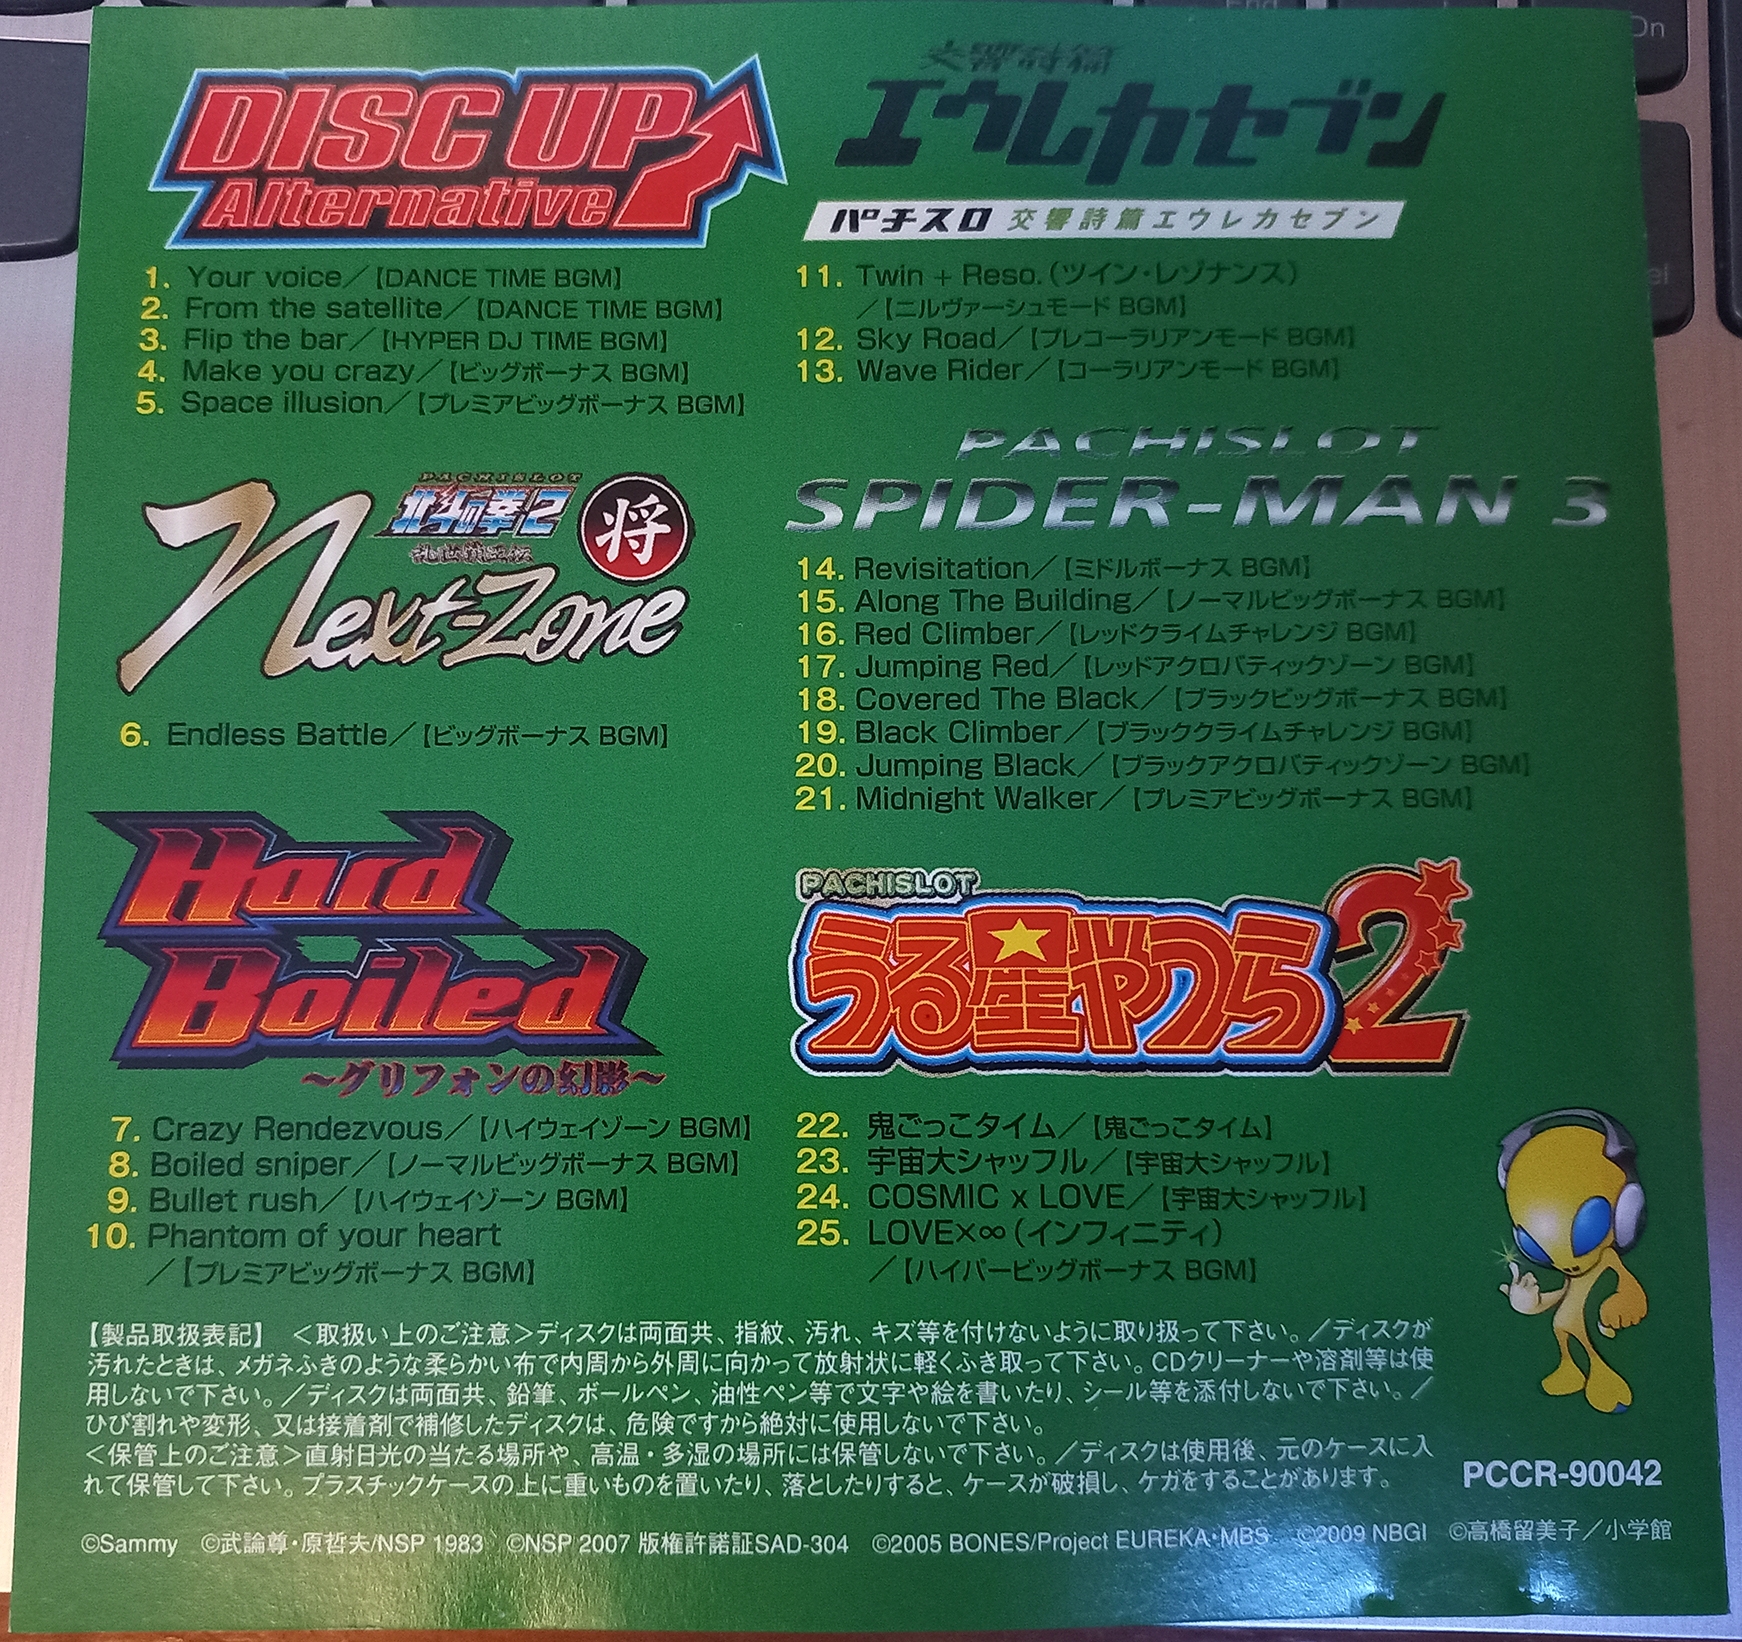 DISC UP
Alternative
1. Your voice／【DANCE TIME BGM】
2. From the satellite／【DANCE TIME BGM】
3. Flip the bar／【HYPER DJ TIME BGM】
4. Make you crazy／【ビッグボーナス BGM】
5. Space illusion／【プレミアビッグボーナス BGM】
PACHISLOT
北斗の拳2
将
Next-Zone
6. Endless Battle／【ビッグボーナス BGM】
Hard
Boiled
～グリフォンの幻影～
7. Crazy Rendezvous／【ハイウェイゾーン BGM】
8. Boiled sniper／【ノーマルビッグボーナス BGM】
9. Bullet rush／【ハイウェイゾーン BGM】
10. Phantom of your heart
／【プレミアビッグボーナス BGM】
交響詩篇
エウレカセブン
パチスロ 交響詩篇エウレカセブン
11. Twin + Reso.（ツイン・レゾナンス）
／【ニルヴァーシュモード BGM】
12. Sky Road／【プレコーラリアンモード BGM】
13. Wave Rider／【コーラリアンモード BGM】
PACHISLOT
SPIDER-MAN 3
14. Revisitation／【ミドルボーナス BGM】
15. Along The Building／【ノーマルビッグボーナス BGM】
16. Red Climber／【レッドクライムチャレンジ BGM】
17. Jumping Red／【レッドアクロバティックゾーン BGM】
18. Covered The Black／【ブラックビッグボーナス BGM】
19. Black Climber／【ブラッククライムチャレンジ BGM】
20. Jumping Black／【ブラックアクロバティックゾーン BGM】
21. Midnight Walker／【プレミアビッグボーナス BGM】
PACHISLOT
うる星やつら2
22. 鬼ごっこタイム／【鬼ごっこタイム】
23. 宇宙大シャッフル／【宇宙大シャッフル】
24. COSMIC x LOVE／【宇宙大シャッフル】
25. LOVE×∞（インフィニティ）
／【ハイパービッグボーナス BGM】
【製品取扱表記】 ＜取扱い上のご注意＞ディスクは両面共、指紋、汚れ、キズ等を付けないように取り扱って下さい。／ディスクが
汚れたときは、メガネふきのような柔らかい布で内周から外周に向かって放射状に軽くふき取って下さい。CDクリーナーや溶剤等は使
用しないで下さい。／ディスクは両面共、鉛筆、ボールペン、油性ペン等で文字や絵を書いたり、シール等を添付しないで下さい。／
ひび割れや変形、又は接着剤で補修したディスクは、危険ですから絶対に使用しないで下さい。
＜保管上のご注意＞直射日光の当たる場所や、高温・多湿の場所には保管しないで下さい。／ディスクは使用後、元のケースに入
れて保管して下さい。プラスチックケースの上に重いものを置いたり、落としたりすると、ケースが破損し、ケガをすることがあります。
PCCR-90042
©Sammy ©武論尊・原哲夫/NSP 1983 ©NSP 2007 版権許諾証SAD-304 ©2005 BONES/Project EUREKA・MBS ©2009 NBGI ©高橋留美子／小学館